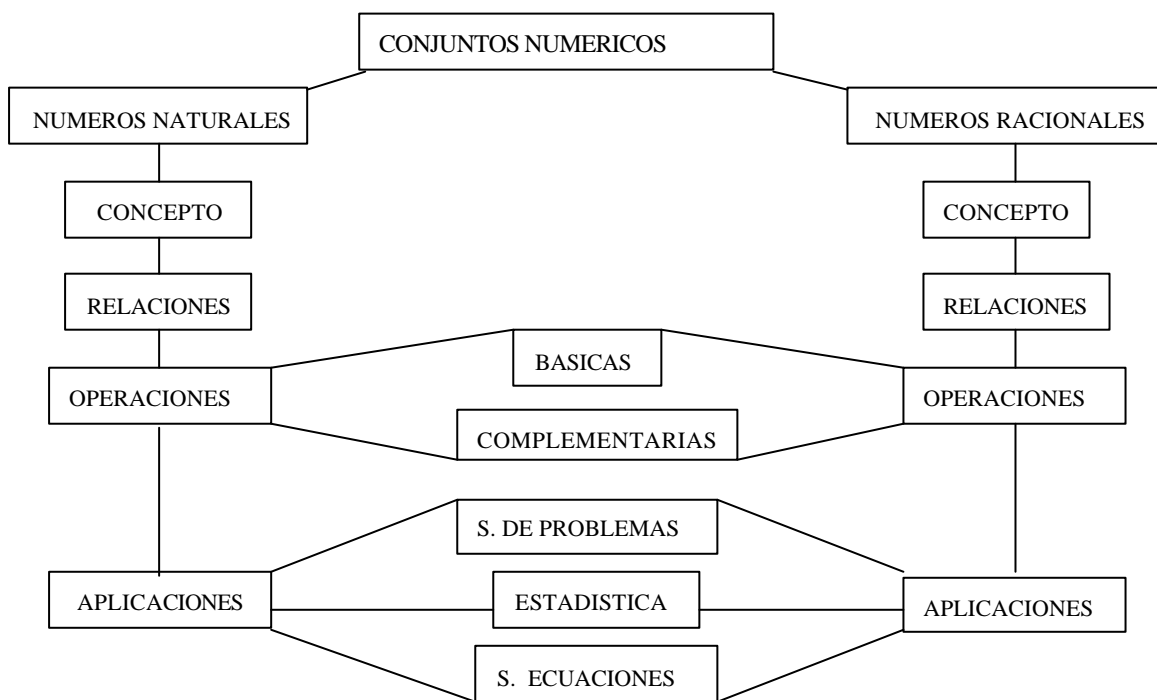 CONJUNTOS NUMERICOS
NUMEROS NATURALES
NUMEROS RACIONALES
CONCEPTO
CONCEPTO
RELACIONES
RELACIONES
BASICAS
OPERACIONES
OPERACIONES
COMPLEMENTARIAS
S. DE PROBLEMAS
APLICACIONES
ESTADISTICA
APLICACIONES
S. ECUACIONES